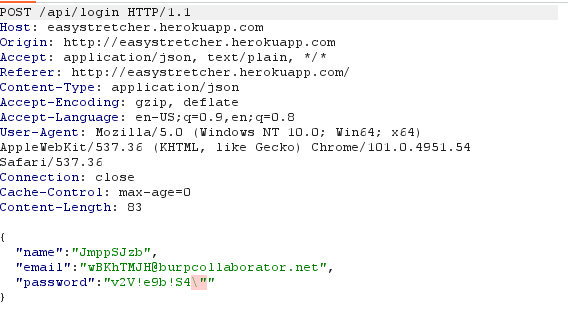 POST /api/login HTTP/1.1
Host: easystretcher.herokuapp.com
Origin: http://easystretcher.herokuapp.com
Accept: application/json, text/plain, */*
Referer: http://easystretcher.herokuapp.com/
Content-Type: application/json
Accept-Encoding: gzip, deflate
Accept-Language: en-US;q=0.9,en;q=0.8
User-Agent: Mozilla/5.0 (Windows NT 10.0; Win64; x64)
AppleWebKit/537.36 (KHTML, like Gecko) Chrome/101.0.4951.54
Safari/537.36
Connection: close
Cache-Control: max-age=0
Content-Length: 83
{
"name":"JmppSJzb",
"email":"wBKhTMJH@burpcollaborator.net",
"password":"v2V!e9b!S4\""
}